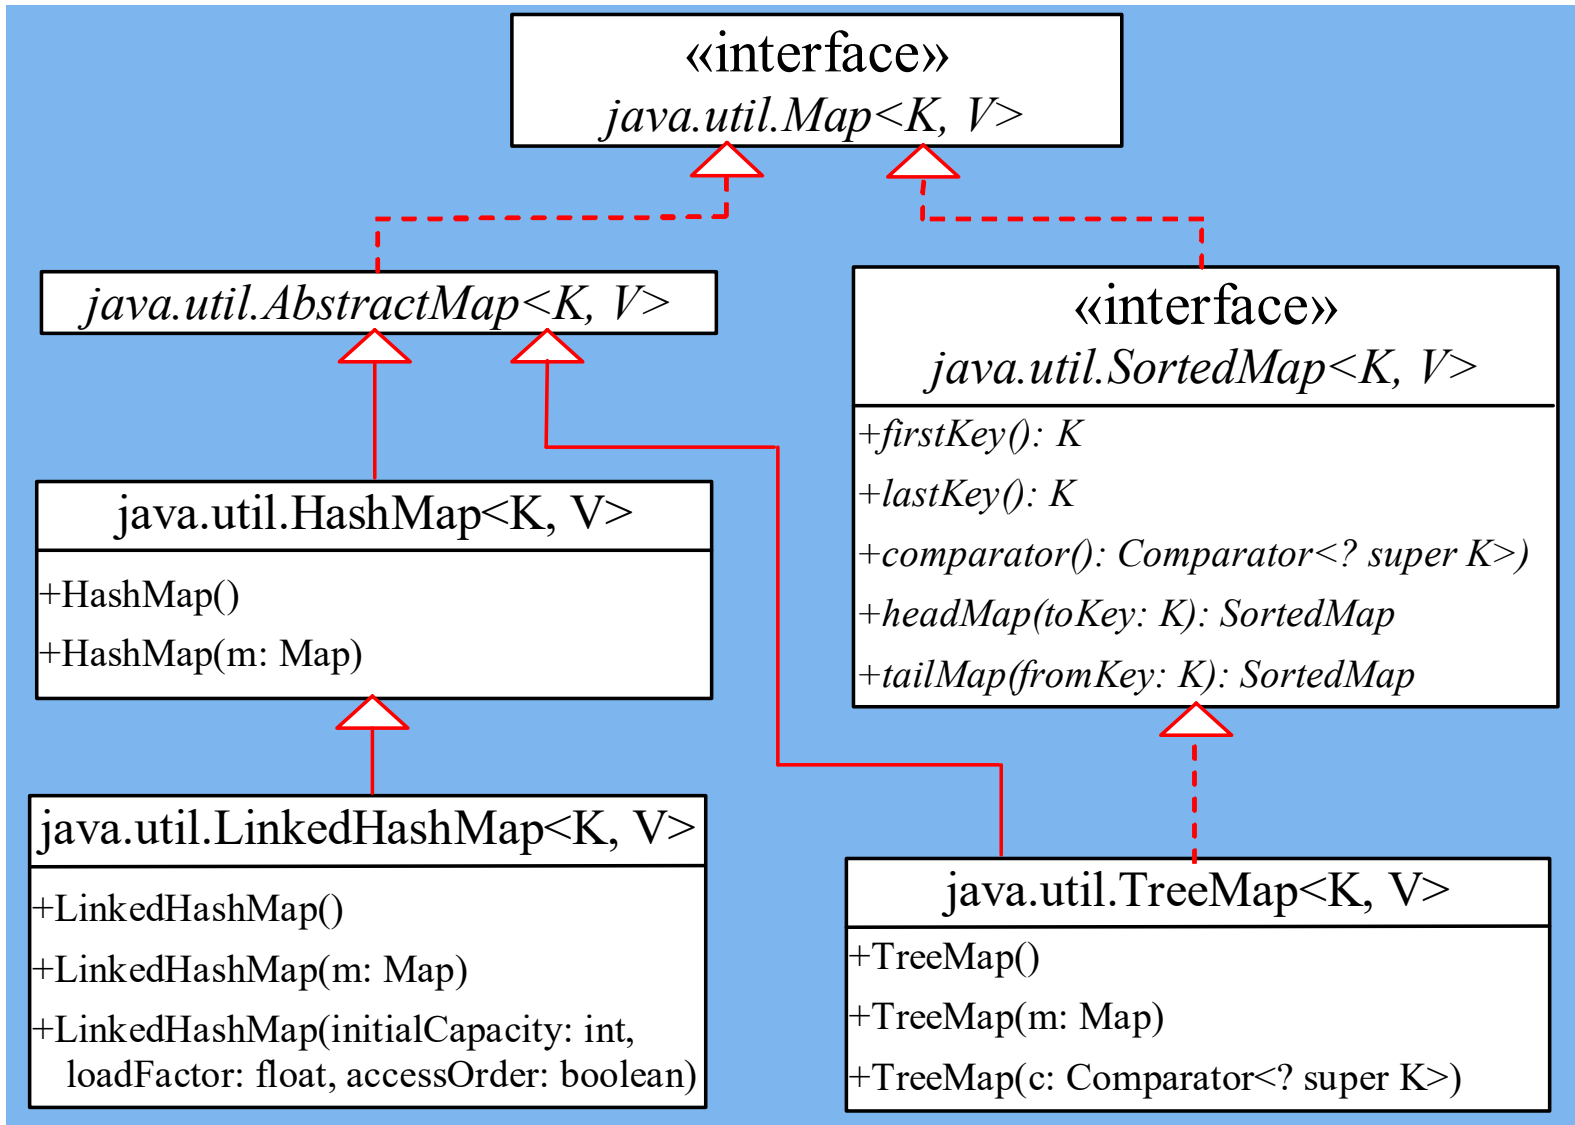 «interface»
java.util.Map<K, V>
java.util.AbstractMap<K, V>
«interface»
java.util.SortedMap<K, V>
+firstKey(): K
+lastKey(): K
+comparator(): Comparator<? super K>)
+headMap(toKey: K): SortedMap
+tailMap(fromKey: K): SortedMap
java.util.HashMap<K, V>
+HashMap()
+HashMap(m: Map)
java.util.LinkedHashMap<K, V>
+LinkedHashMap()
+LinkedHashMap(m: Map)
+LinkedHashMap(initialCapacity: int,
loadFactor: float, accessOrder: boolean)
java.util.TreeMap<K, V>
+TreeMap()
+TreeMap(m: Map)
+TreeMap(c: Comparator<? super K>)